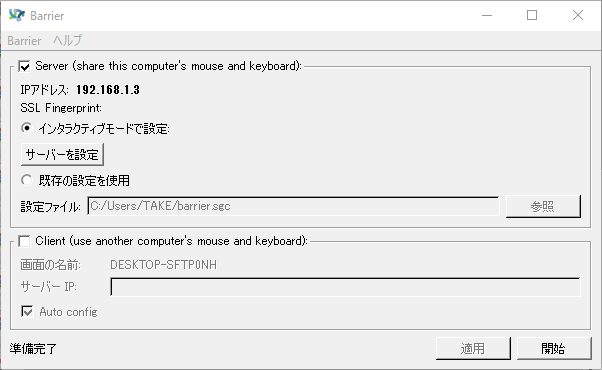 Barrier
Barrier ヘルプ
Server (share this computer's mouse and keyboard):
IPアドレス: 192.168.1.3
SSL Fingerprint:
インタラクティブモードで設定:
サーバーを設定
既存の設定を使用
設定ファイル: C:/Users/TAKE/barrier.sgc 参照
Client (use another computer's mouse and keyboard):
画面の名前: DESKTOP-SFTP0NH
サーバー IP:
Auto config
準備完了 適用 開始